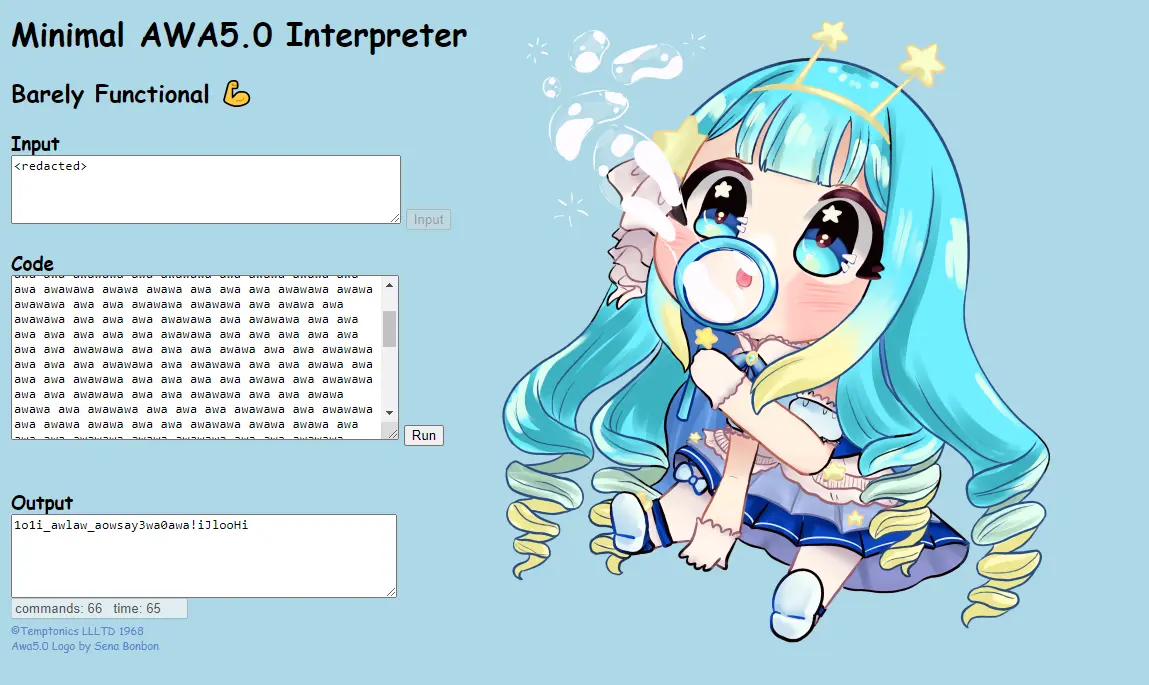 Minimal AWA5.0 Interpreter
Barely Functional 💪
Input
<redacted>
Input
Code
awa awawawa awawa awawawa awa awa awa awawa awawa
awawawa awa awa awa awawa awawawa awa awawa awa
awawawa awa awawa awa awa awa awawawa awa awa
awa awa awa awa awawawa awa awa awawawa awa awa
awa awa awawawa awa awa awa awawa awa awa awawawa
awa awa awa awawa awa awawawa awa awa awa awa
awa awa awawawa awa awa awa awa awawa awa awawawa
awa awa awawawa awa awawa awa awa awa awawa
awawa awa awawawa awa awa awa awawawa awa awawawa
awa awawa awa awa awa awawawa awa awa awa awa
Run
Output
1o1i_awlaw_aowsay3wa0awa!iJlooHi
commands: 66 time: 65
©Temptonics LLLTD 1968
Awa5.0 Logo by Sena Bonbon